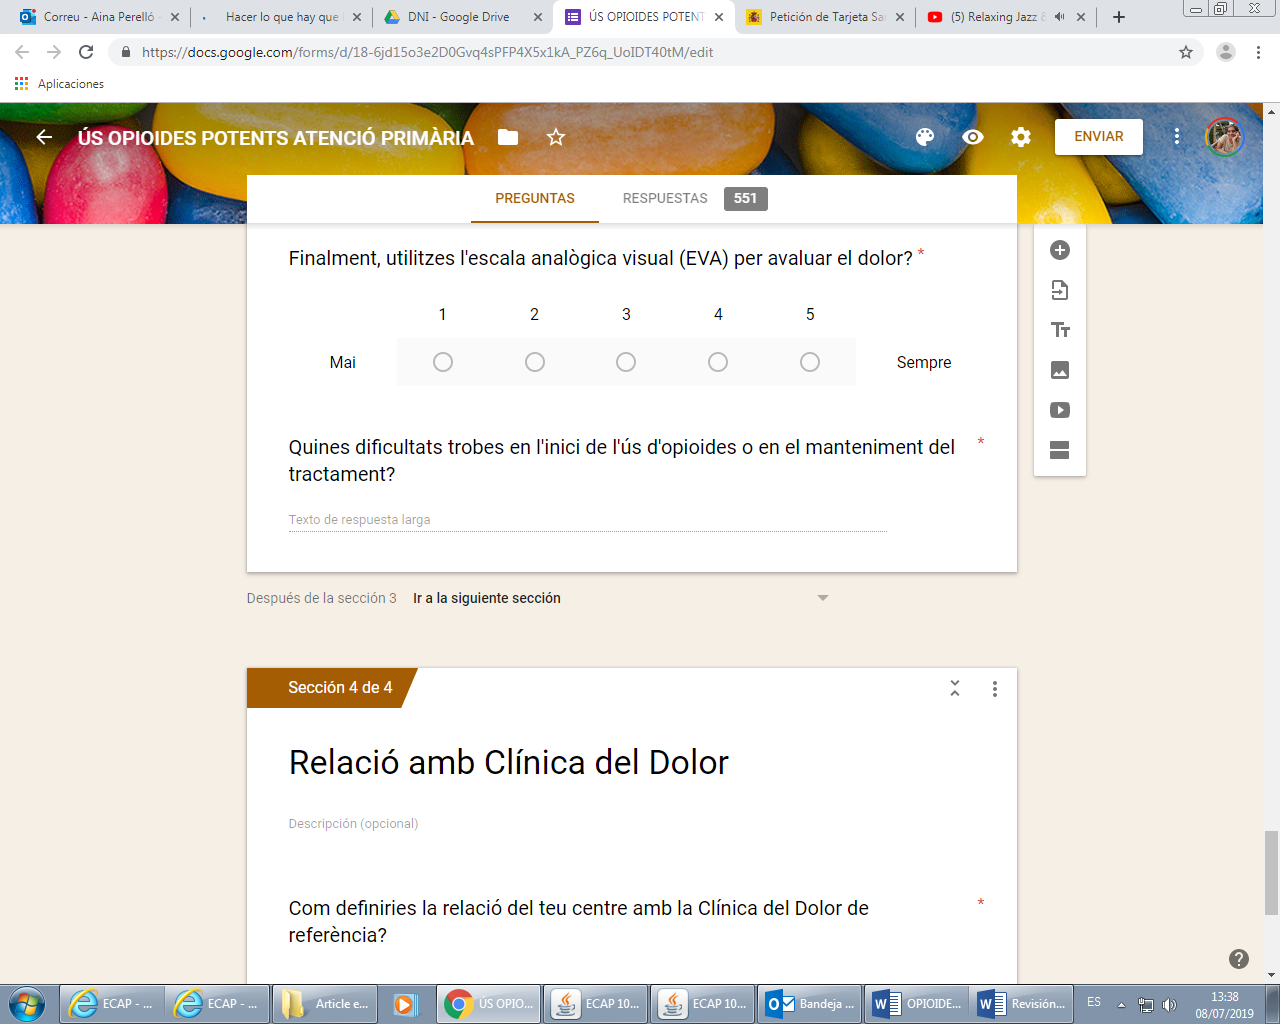 Correu - Aina Perelló
Hacer lo que hay que
DNI - Google Drive
ÚS OPIOIDES POTENT
Petición de Tarjeta Sa
(5) Relaxing Jazz
https://docs.google.com/forms/d/18-6jd15o3e2D0Gvq4sPFP4X5x1kA_PZ6q_UoIDT40tM/edit
Aplicaciones
ÚS OPIOIDES POTENTS ATENCIÓ PRIMÀRIA
ENVIAR
PREGUNTAS RESPUESTAS 551
Finalment, utilitzes l'escala analògica visual (EVA) per avaluar el dolor? *
1 2 3 4 5
Mai Sempre
Quines dificultats trobes en l'inici de l'ús d'opioides o en el manteniment del *
tractament?
Texto de respuesta larga
Después de la sección 3 Ir a la siguiente sección
Sección 4 de 4
Relació amb Clínica del Dolor
Descripción (opcional)
Com definiries la relació del teu centre amb la Clínica del Dolor de *
referència?
ECAP - ...
ECAP - ...
Article e...
ÚS OPIO...
ECAP 10...
ECAP 10...
Bandeja ...
OPIOIDE...
Revisión...
ES
13:38
08/07/2019